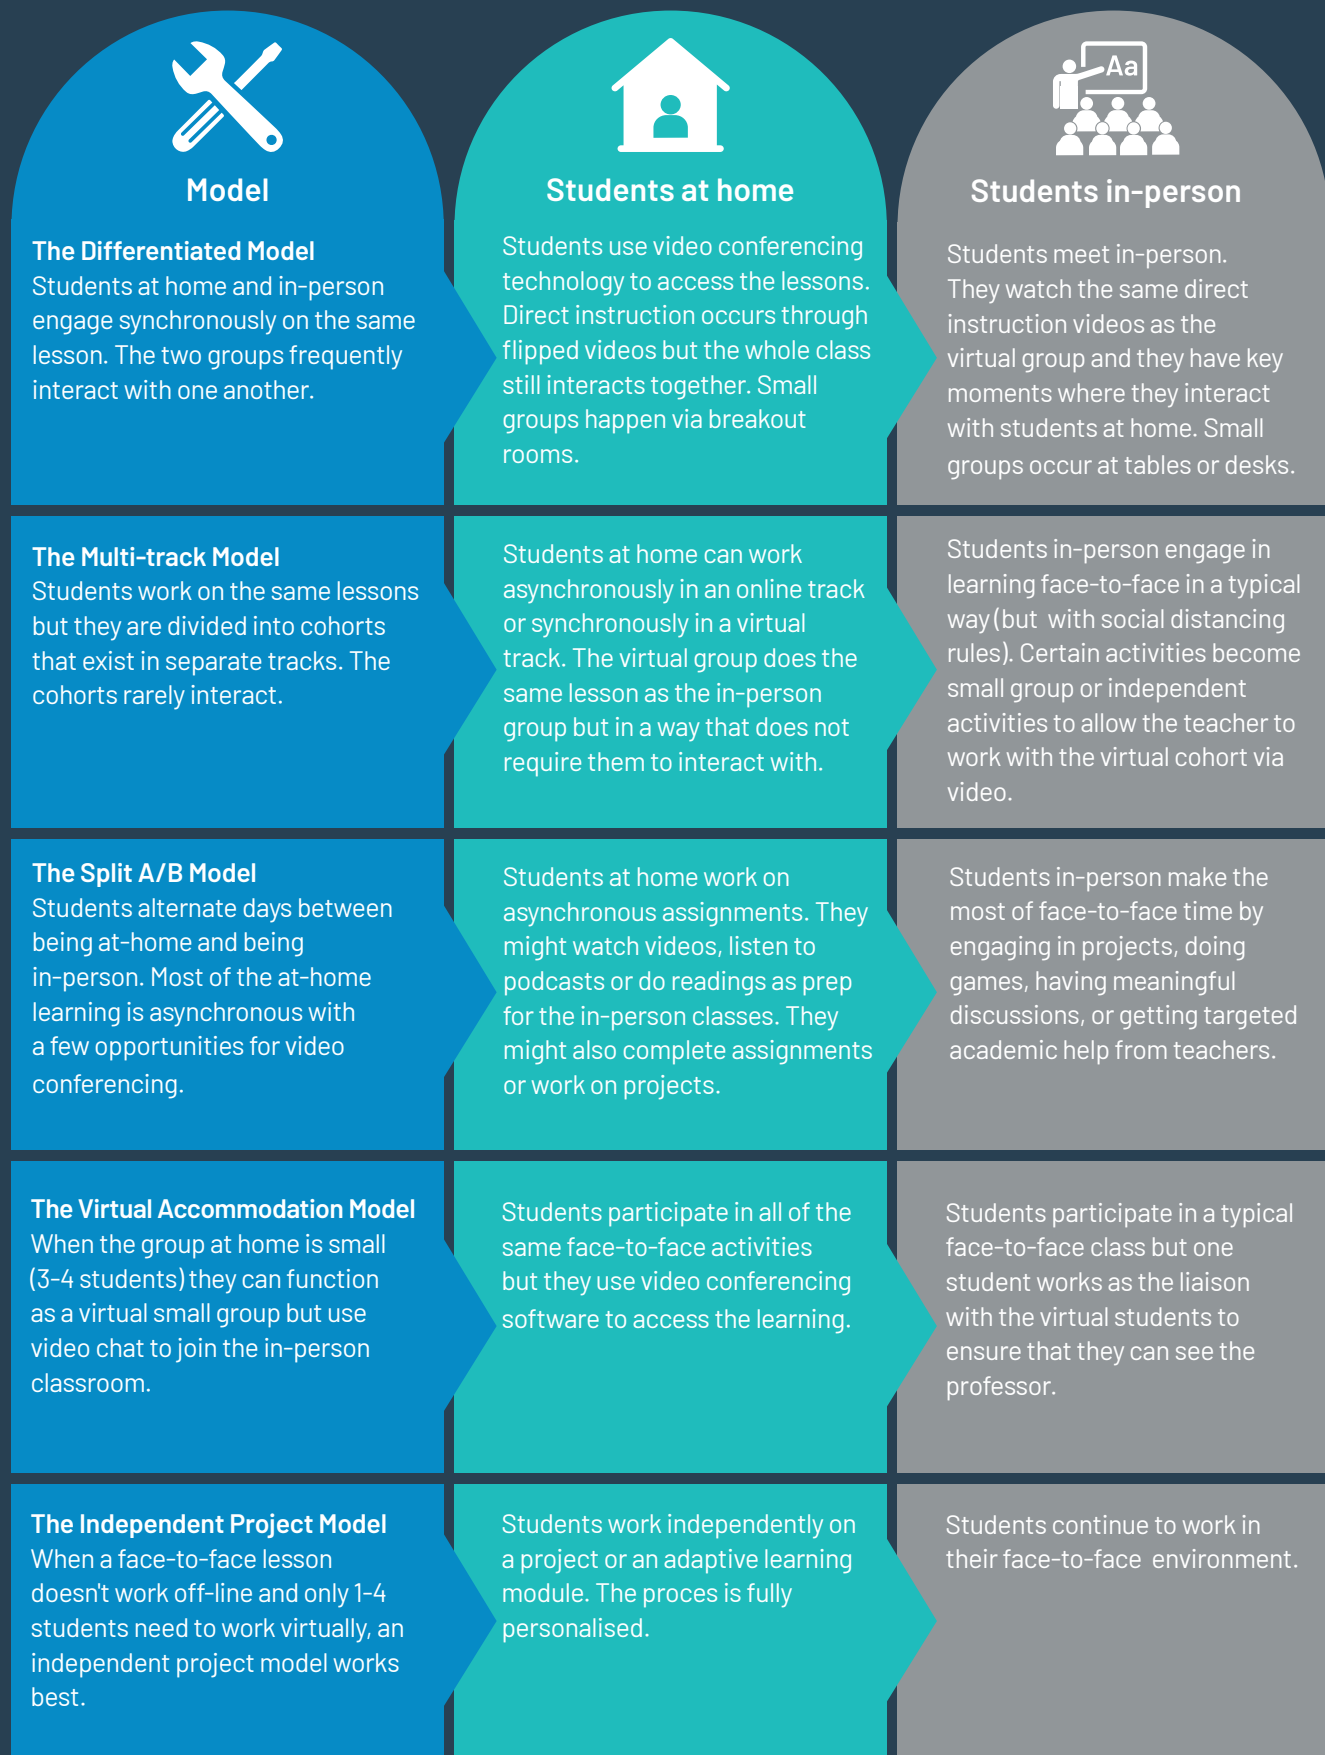 Aa
Model
Students at home
Students in-person
The Differentiated Model
Students at home and in-person
engage synchronously on the same
lesson. The two groups frequently
interact with one another.
Students use video conferencing
technology to access the lessons.
Direct instruction occurs through
flipped videos but the whole class
still interacts together. Small
groups happen via breakout
rooms.
Students meet in-person.
They watch the same direct
instruction videos as the
virtual group and they have key
moments where they interact
with students at home. Small
groups occur at tables or desks.
The Multi-track Model
Students work on the same lessons
but they are divided into cohorts
that exist in separate tracks. The
cohorts rarely interact.
Students at home can work
asynchronously in an online track
or synchronously in a virtual
track. The virtual group does the
same lesson as the in-person
group but in a way that does not
require them to interact with.
Students in-person engage in
learning face-to-face in a typical
way (but with social distancing
rules). Certain activities become
small group or independent
activities to allow the teacher to
work with the virtual cohort via
video.
The Split A/B Model
Students alternate days between
being at-home and being
in-person. Most of the at-home
learning is asynchronous with
a few opportunities for video
conferencing.
Students at home work on
asynchronous assignments. They
might watch videos, listen to
podcasts or do readings as prep
for the in-person classes. They
might also complete assignments
or work on projects.
Students in-person make the
most of face-to-face time by
engaging in projects, doing
games, having meaningful
discussions, or getting targeted
academic help from teachers.
The Virtual Accommodation Model
When the group at home is small
(3-4 students) they can function
as a virtual small group but use
video chat to join the in-person
classroom.
Students participate in all of the
same face-to-face activities
but they use video conferencing
software to access the learning.
Students participate in a typical
face-to-face class but one
student works as the liaison
with the virtual students to
ensure that they can see the
professor.
The Independent Project Model
When a face-to-face lesson
doesn't work off-line and only 1-4
students need to work virtually, an
independent project model works
best.
Students work independently on
a project or an adaptive learning
module. The proces is fully
personalised.
Students continue to work in
their face-to-face environment.